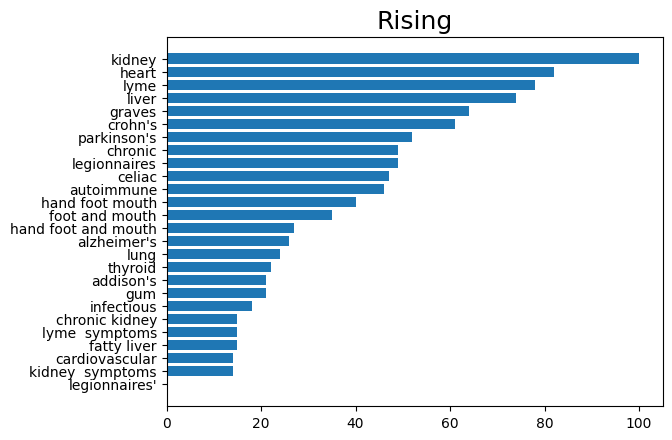 Rising
kidney
heart
lyme
liver
graves
crohn's
parkinson's
chronic
legionnaires
celiac
autoimmune
hand foot mouth
foot and mouth
hand foot and mouth
alzheimer's
lung
thyroid
addison's
gum
infectious
chronic kidney
lyme  symptoms
fatty liver
cardiovascular
kidney  symptoms
legionnaires'
0 20 40 60 80 100